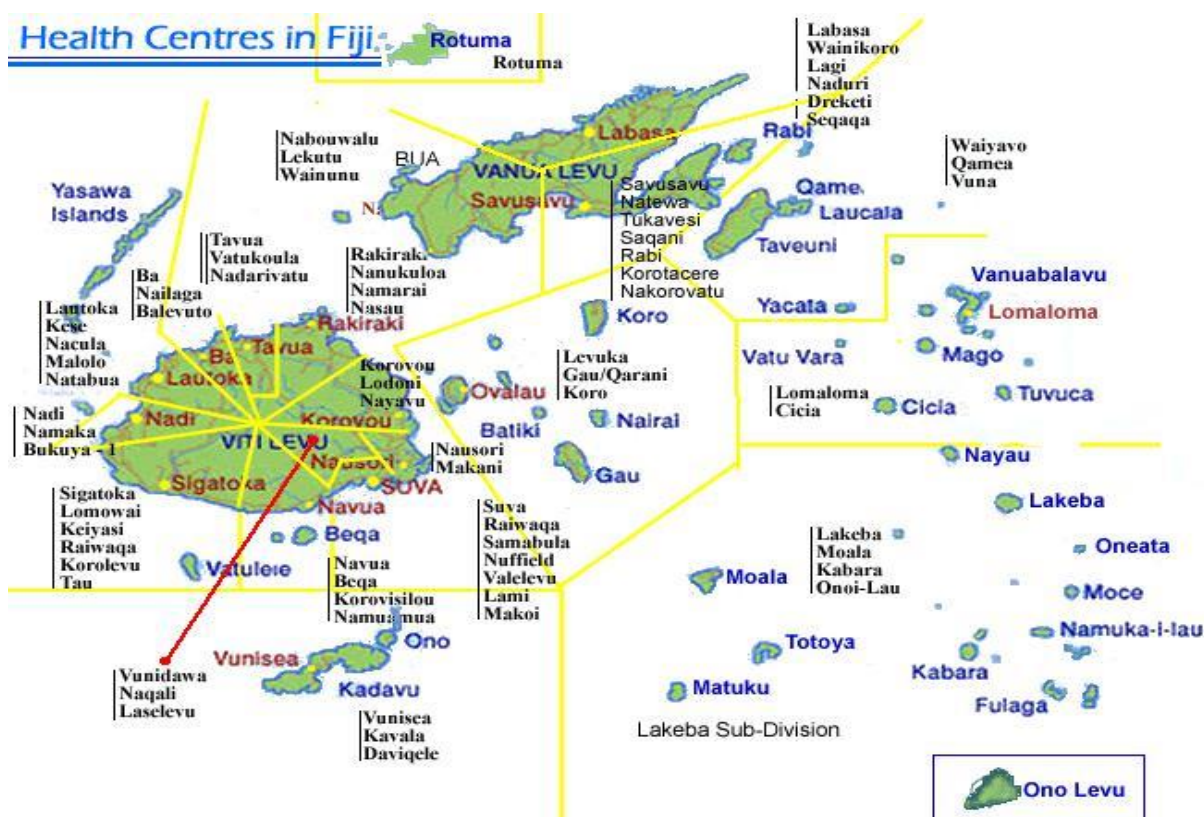 Health Centres in Fiji
Rotuma
Rotuma
Labasa
Wainikoro
Lagi
Naduri
Dreketi
Seqaqa
Nabouwalu
Lekutu
Wainunu
BUA
Labasa
VANUA LEVU
Savusavu
Rabi
Waiyavo
Qamea
Vuna
Yasawa
Islands
Savusavu
Natewa
Tukavesi
Saqani
Rabi
Korotacere
Nakorovatu
Qame
Laucala
Taveuni
Tavua
Vatukoula
Nadarivatu
Rakiraki
Nanukuloa
Namarai
Nasau
Ba
Nailaga
Balevuto
Lautoka
Kese
Nacula
Malolo
Natabua
Vanuabalavu
Lomaloma
Yacata
Koro
Rakiraki
Tavua
Ba
Lautoka
Korovou
Lodoni
Nayavu
Levuka
Gau/Qarani
Koro
Vatu Vara
Mago
Ovalau
Lomaloma
Cicia
Cicia
Tuvuca
Nadi
Namaka
Bukuya - 1
Nadi
Korovou
VITI LEVU
Batiki
Nairai
Nausori
Nausori
Makani
Gau
Nayau
Sigatoka
SUVA
Navua
Lakeba
Sigatoka
Lomowai
Keiyasi
Raiwaqa
Korolevu
Tau
Suva
Raiwaqa
Samabula
Nuffield
Valelevu
Lami
Makoi
Beqa
Vatulele
Navua
Beqa
Korovisilou
Namuamua
Lakeba
Moala
Kabara
Onoi-Lau
Oneata
Moala
Moce
Ono
Namuka-i-lau
Totoya
Vunisea
Kabara
Vunidawa
Naqali
Laselevu
Kadavu
Matuku
Fulaga
Vunisea
Kavala
Daviqele
Lakeba Sub-Division
Ono Levu